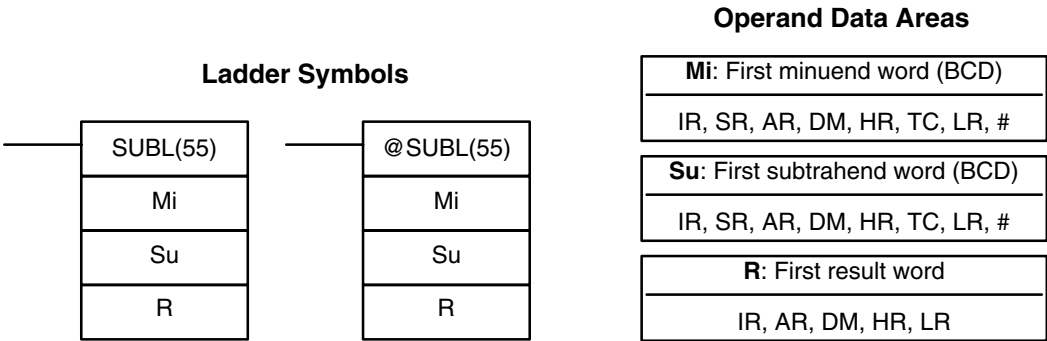 Ladder Symbols
SUBL(55)
Mi
Su
R
@SUBL(55)
Mi
Su
R
Operand Data Areas
Mi: First minuend word (BCD)
IR, SR, AR, DM, HR, TC, LR, #
Su: First subtrahend word (BCD)
IR, SR, AR, DM, HR, TC, LR, #
R: First result word
IR, AR, DM, HR, LR